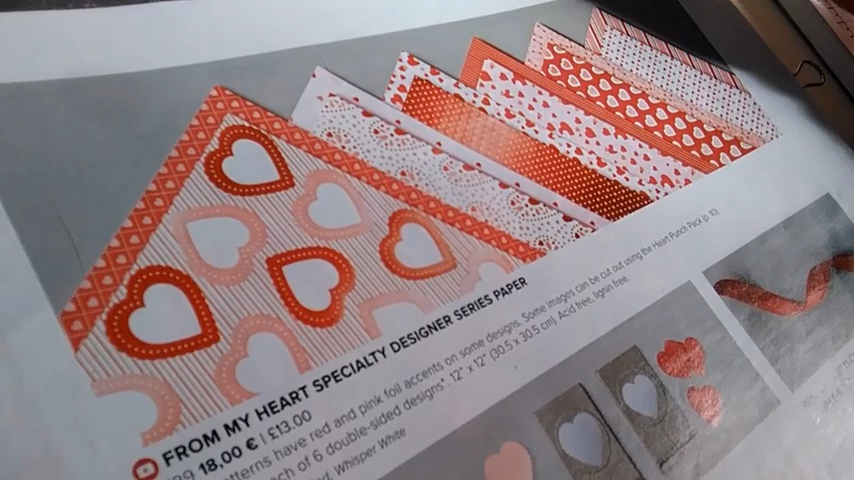 FROM MY HEART SPECIALTY DESIGNER SERIES PAPER
18,00 € | £13.00
patterns have red and pink foil accents on some designs. Some images can be cut out using the Heart Punch Pack (p. 10).
each of 6 double-sided designs*. 12" x 12" (30.5 x 30.5 cm). Acid free, lignin free.
Whisper White